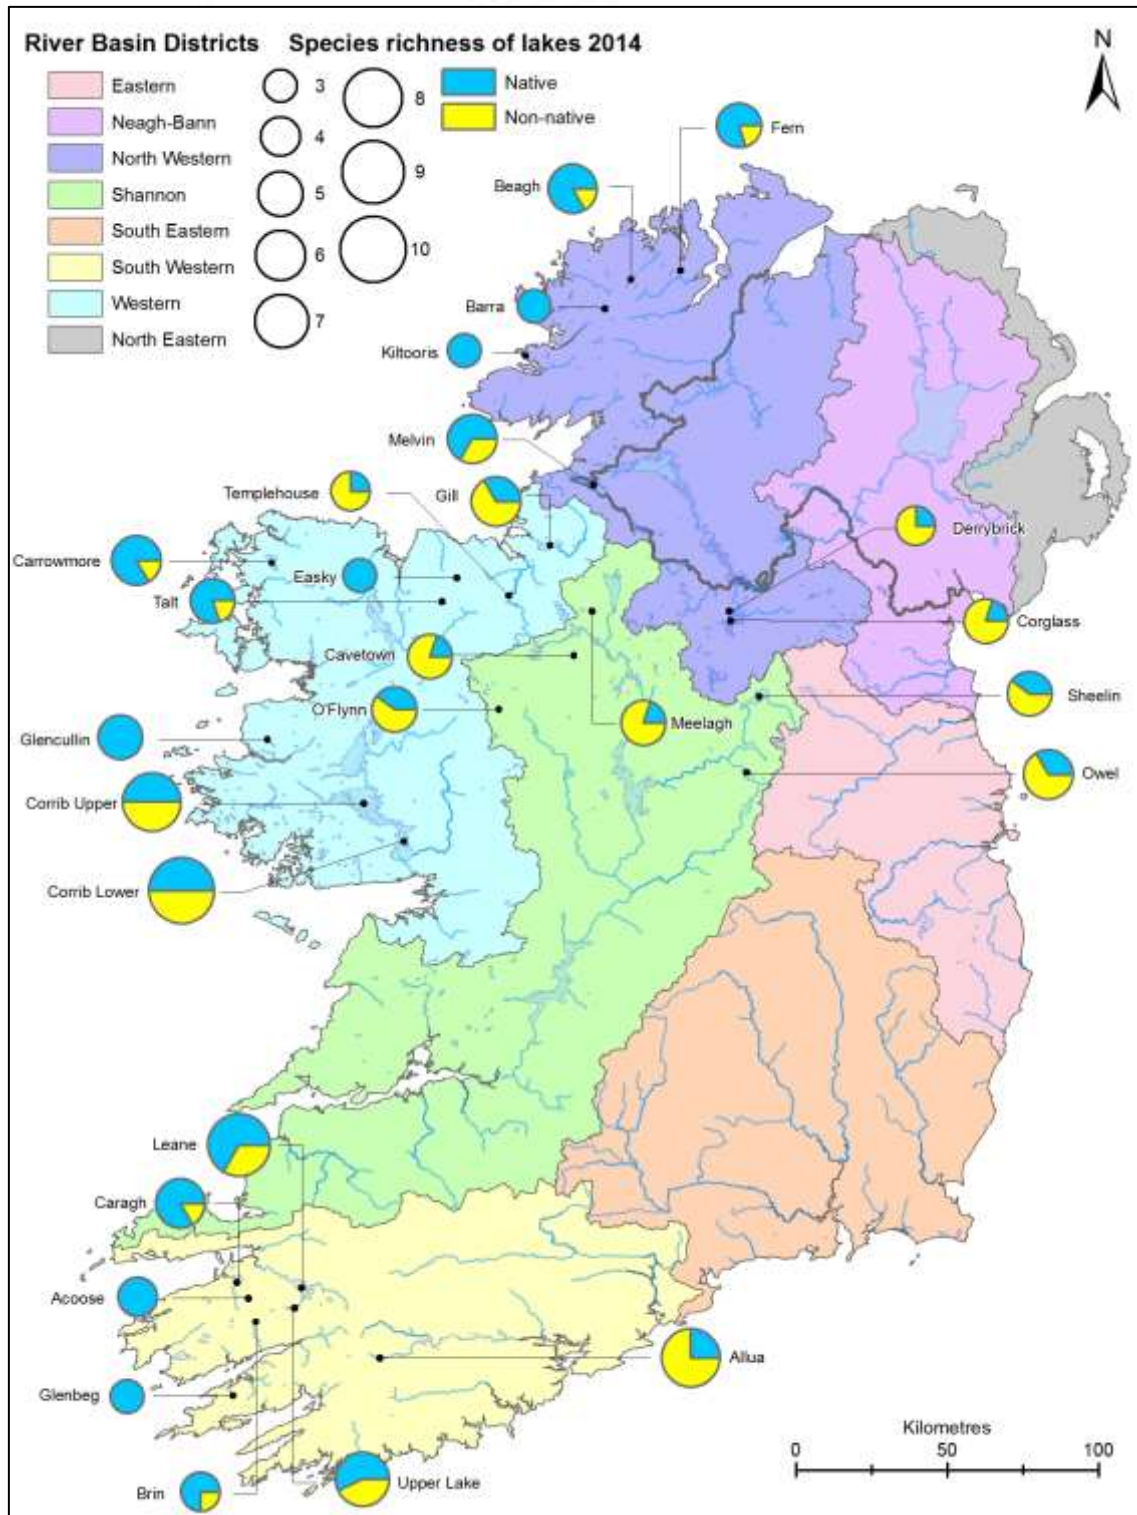 River Basin Districts
Species richness of lakes 2014
Eastern
Neagh-Bann
North Western
Shannon
South Eastern
South Western
Western
North Eastern
3
4
5
6
7
8
9
10
Native
Non-native
N
Fern
Beagh
Barra
Kiltooris
Melvin
Templehouse
Gill
Derrybrick
Carrowmore
Easky
Talt
Corglass
Cavetown
Sheelin
O'Flynn
Meelagh
Glencullin
Owel
Corrib Upper
Corrib Lower
Leane
Caragh
Acoose
Allua
Glenbeg
Kilometres
0 50 100
Upper Lake
Brin